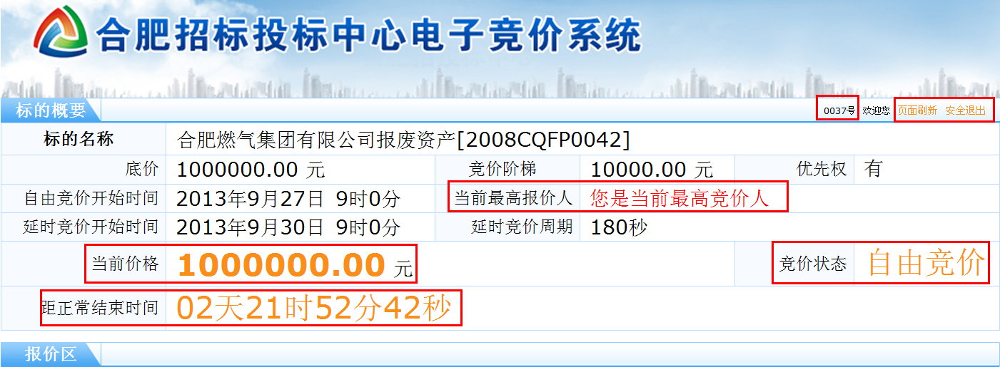 合肥招标投标中心电子竞价系统
标的概要 0037号 欢迎您 页面刷新 安全退出
标的名称 合肥燃气集团有限公司报废资产[2008CQFP0042]
底价 1000000.00 元 竞价阶梯 10000.00 元 优先权 有
自由竞价开始时间 2013年9月27日 9时0分 当前最高报价人 您是当前最高竞价人
延时竞价开始时间 2013年9月30日 9时0分 延时竞价周期 180秒
当前价格 1000000.00 元 竞价状态 自由竞价
距正常结束时间 02天21时52分42秒
报价区